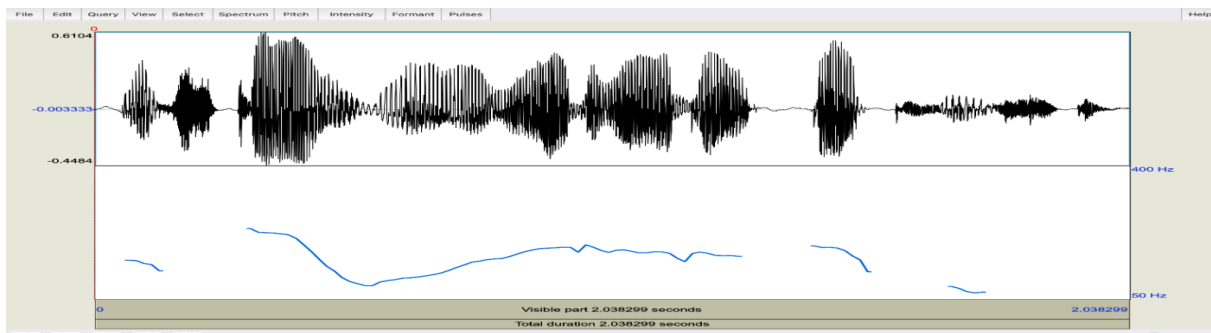 File Edit Query View Select Spectrum Pitch Intensity Formant Pulses Help
0
0.6104
-0.003333
-0.4484
400 Hz
50 Hz
0 Visible part 2.038299 seconds 2.038299
Total duration 2.038299 seconds